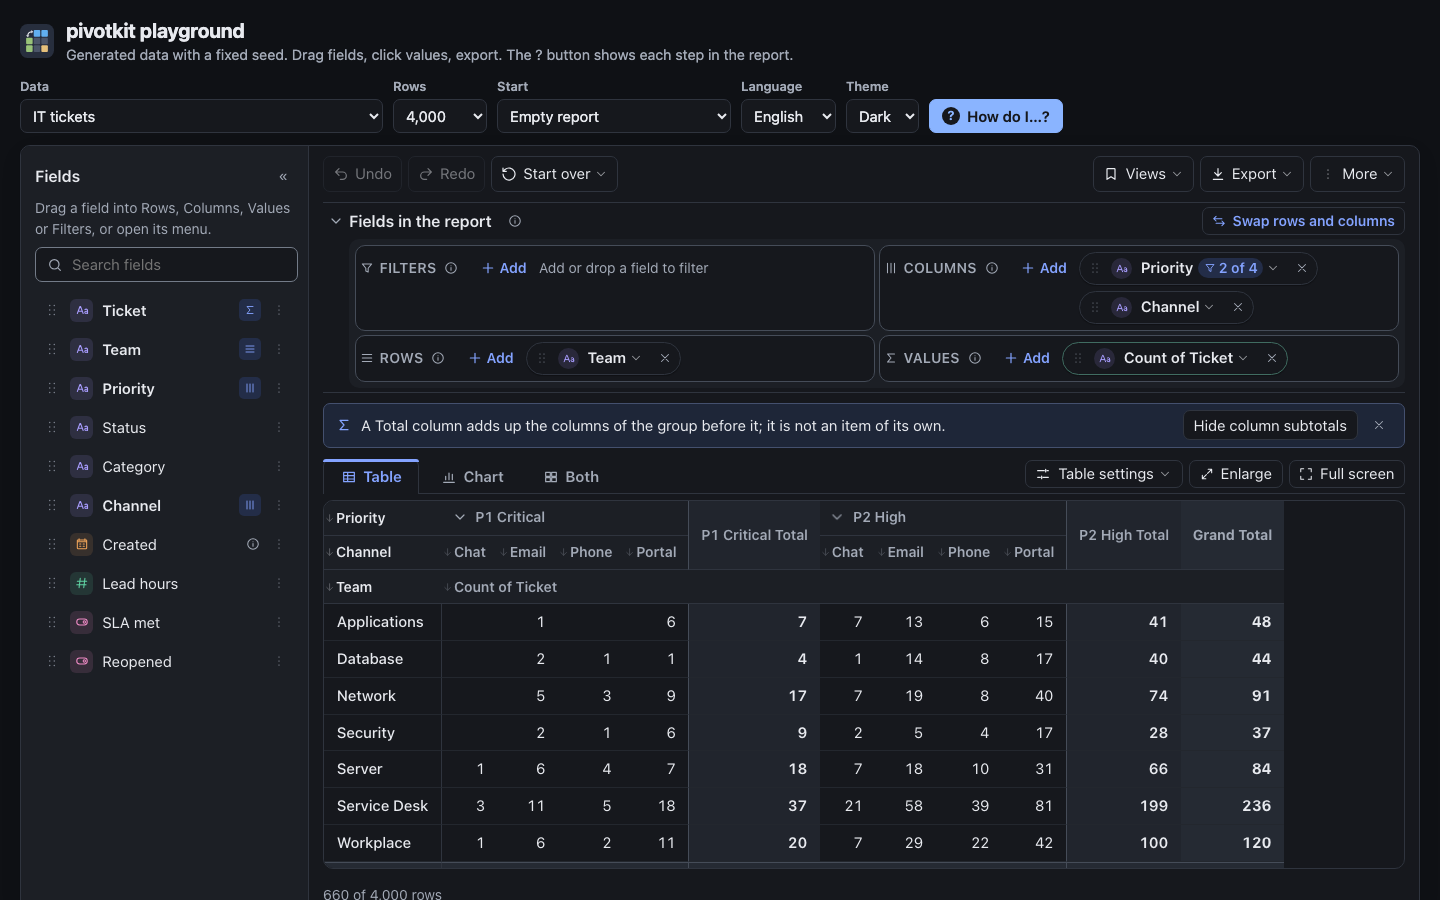 pivotkit playground
Generated data with a fixed seed. Drag fields, click values, export. The ? button shows each step in the report.
Data Rows Start Language Theme
IT tickets 4,000 Empty report English Dark ? How do I...?
Fields «
Drag a field into Rows, Columns, Values
or Filters, or open its menu.
Search fields
Aa Ticket Σ
Aa Team
Aa Priority
Aa Status
Aa Category
Aa Channel
Created
# Lead hours
SLA met
Reopened
Undo Redo Start over Views Export More
Fields in the report Swap rows and columns
FILTERS + Add Add or drop a field to filter
COLUMNS + Add Aa Priority 2 of 4
Aa Channel
ROWS + Add Aa Team
Σ VALUES + Add Aa Count of Ticket
Σ A Total column adds up the columns of the group before it; it is not an item of its own. Hide column subtotals
Table Chart Both Table settings Enlarge Full screen
Priority P1 Critical P1 Critical Total P2 High P2 High Total Grand Total
Channel Chat Email Phone Portal Chat Email Phone Portal
Team Count of Ticket
Applications 1 6 7 7 13 6 15 41 48
Database 2 1 1 4 1 14 8 17 40 44
Network 5 3 9 17 7 19 8 40 74 91
Security 2 1 6 9 2 5 4 17 28 37
Server 1 6 4 7 18 7 18 10 31 66 84
Service Desk 3 11 5 18 37 21 58 39 81 199 236
Workplace 1 6 2 11 20 7 29 22 42 100 120
660 of 4,000 rows